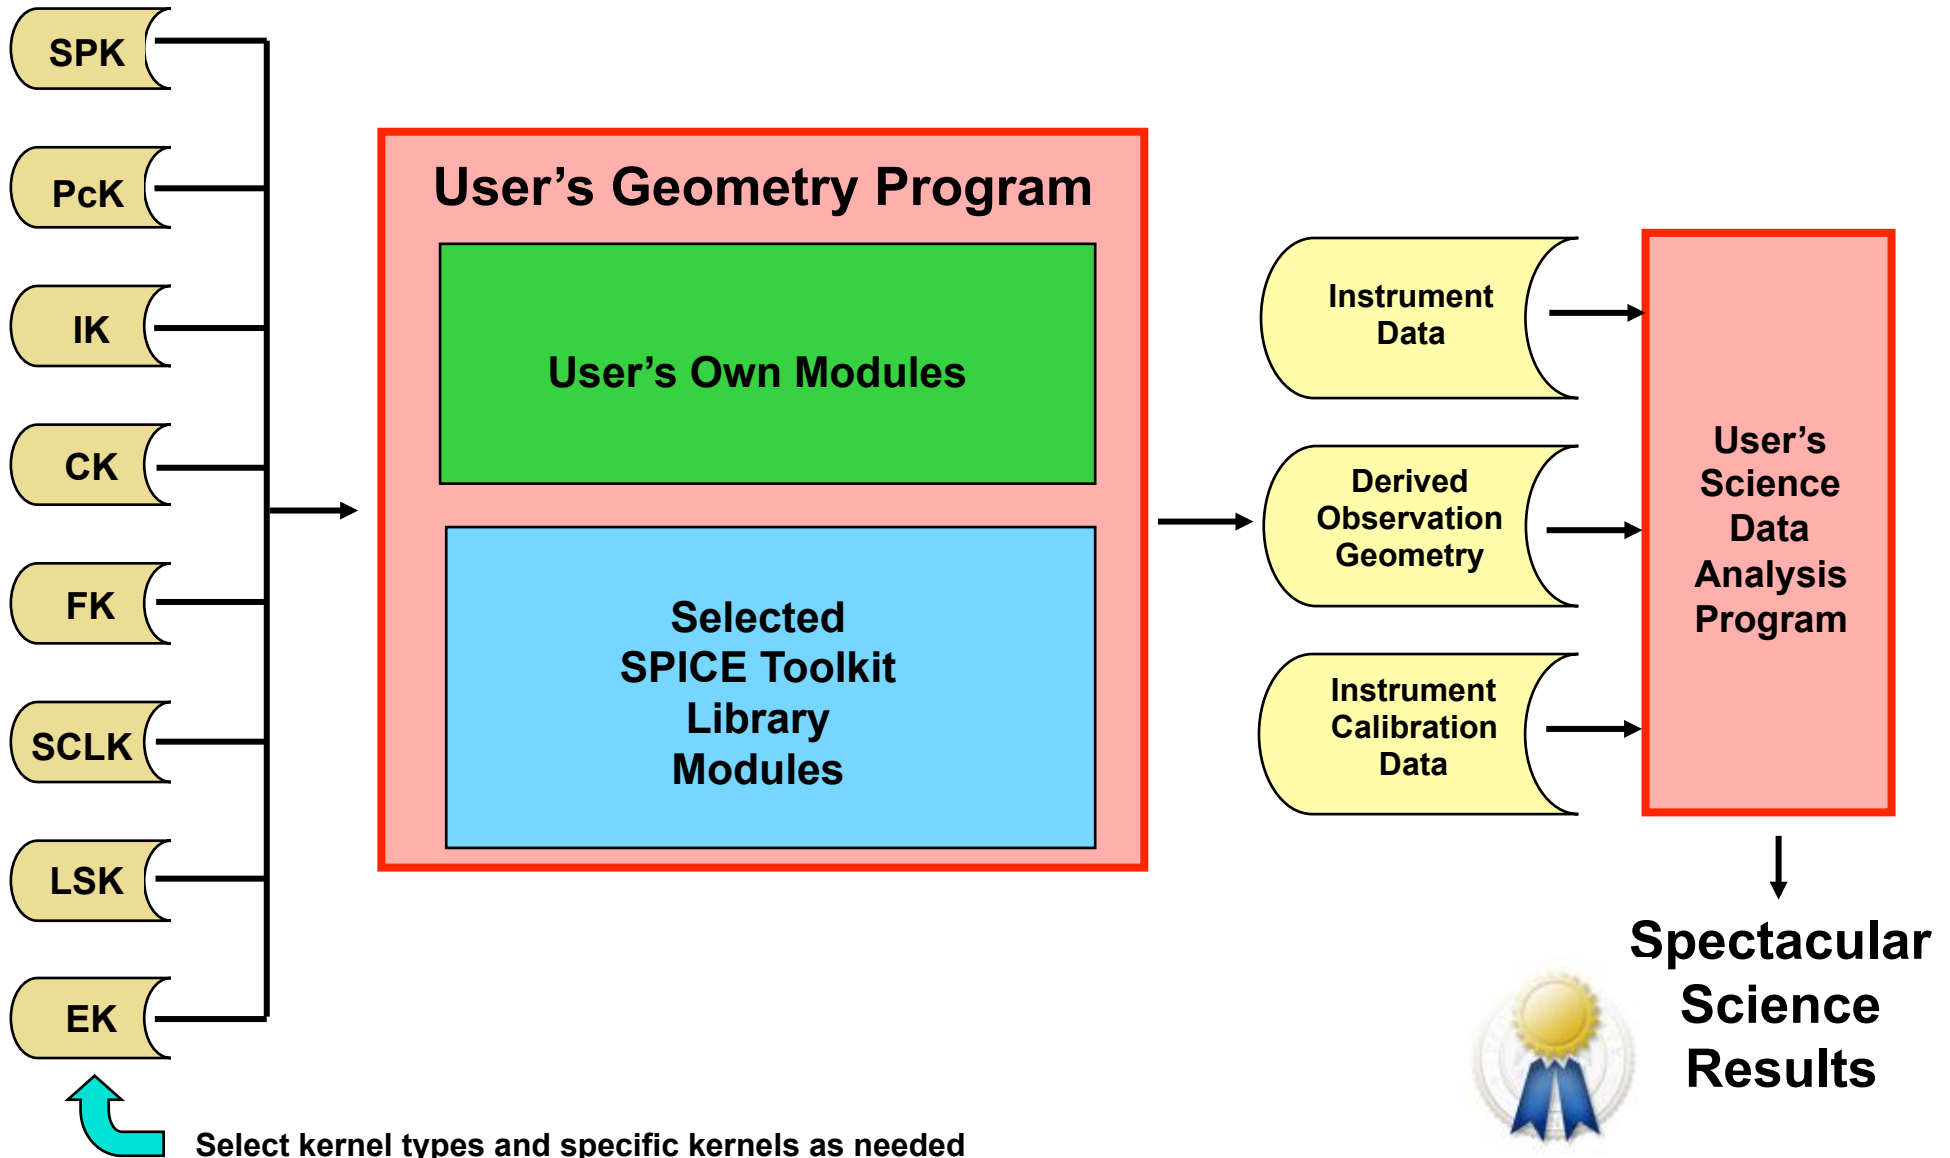 SPK
PcK
IK
CK
FK
SCLK
LSK
EK
Select kernel types and specific kernels as needed
User’s Geometry Program
User’s Own Modules
Selected
SPICE Toolkit
Library
Modules
Instrument
Data
Derived
Observation
Geometry
Instrument
Calibration
Data
User’s
Science
Data
Analysis
Program
Spectacular
Science
Results